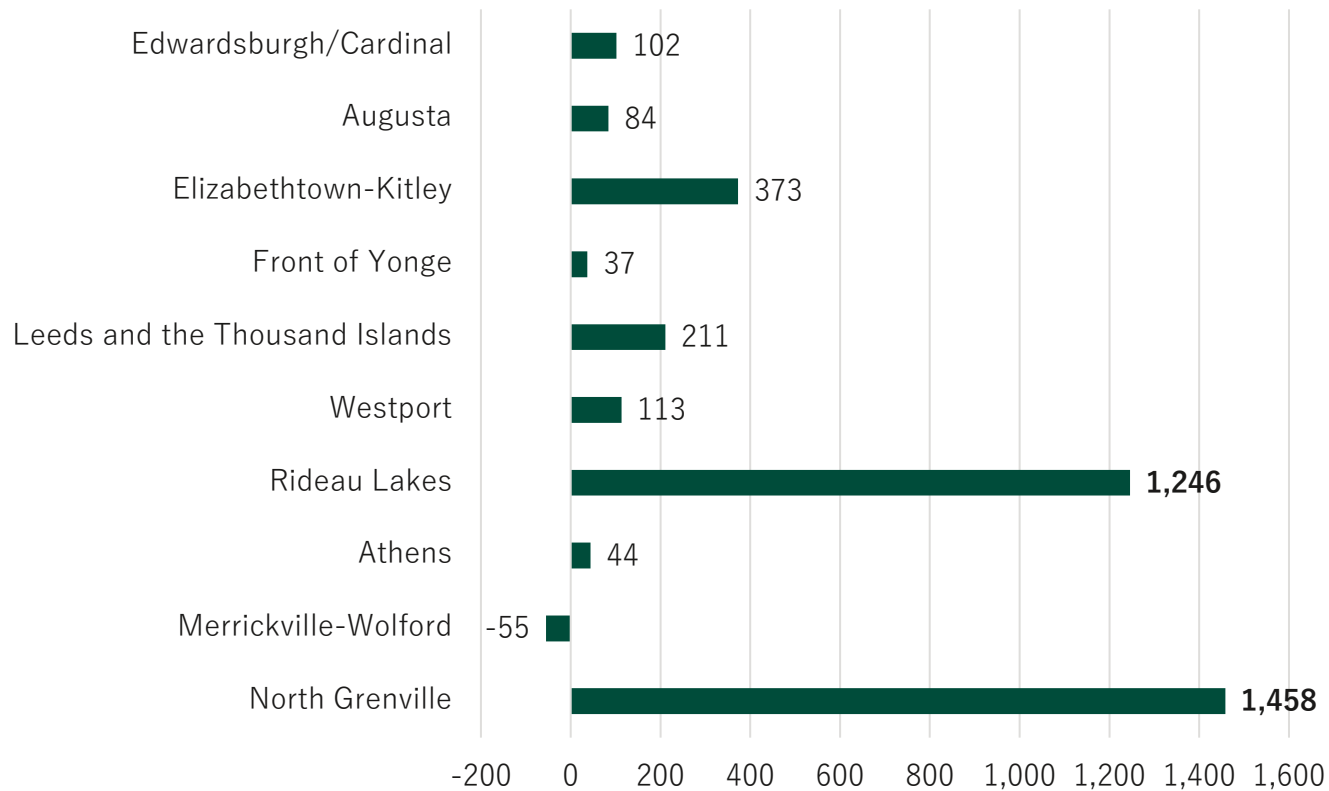 Edwardsburgh/Cardinal 102
Augusta 84
Elizabethtown-Kitley 373
Front of Yonge 37
Leeds and the Thousand Islands 211
Westport 113
Rideau Lakes 1,246
Athens 44
Merrickville-Wolford -55
North Grenville 1,458
-200 0 200 400 600 800 1,000 1,200 1,400 1,600